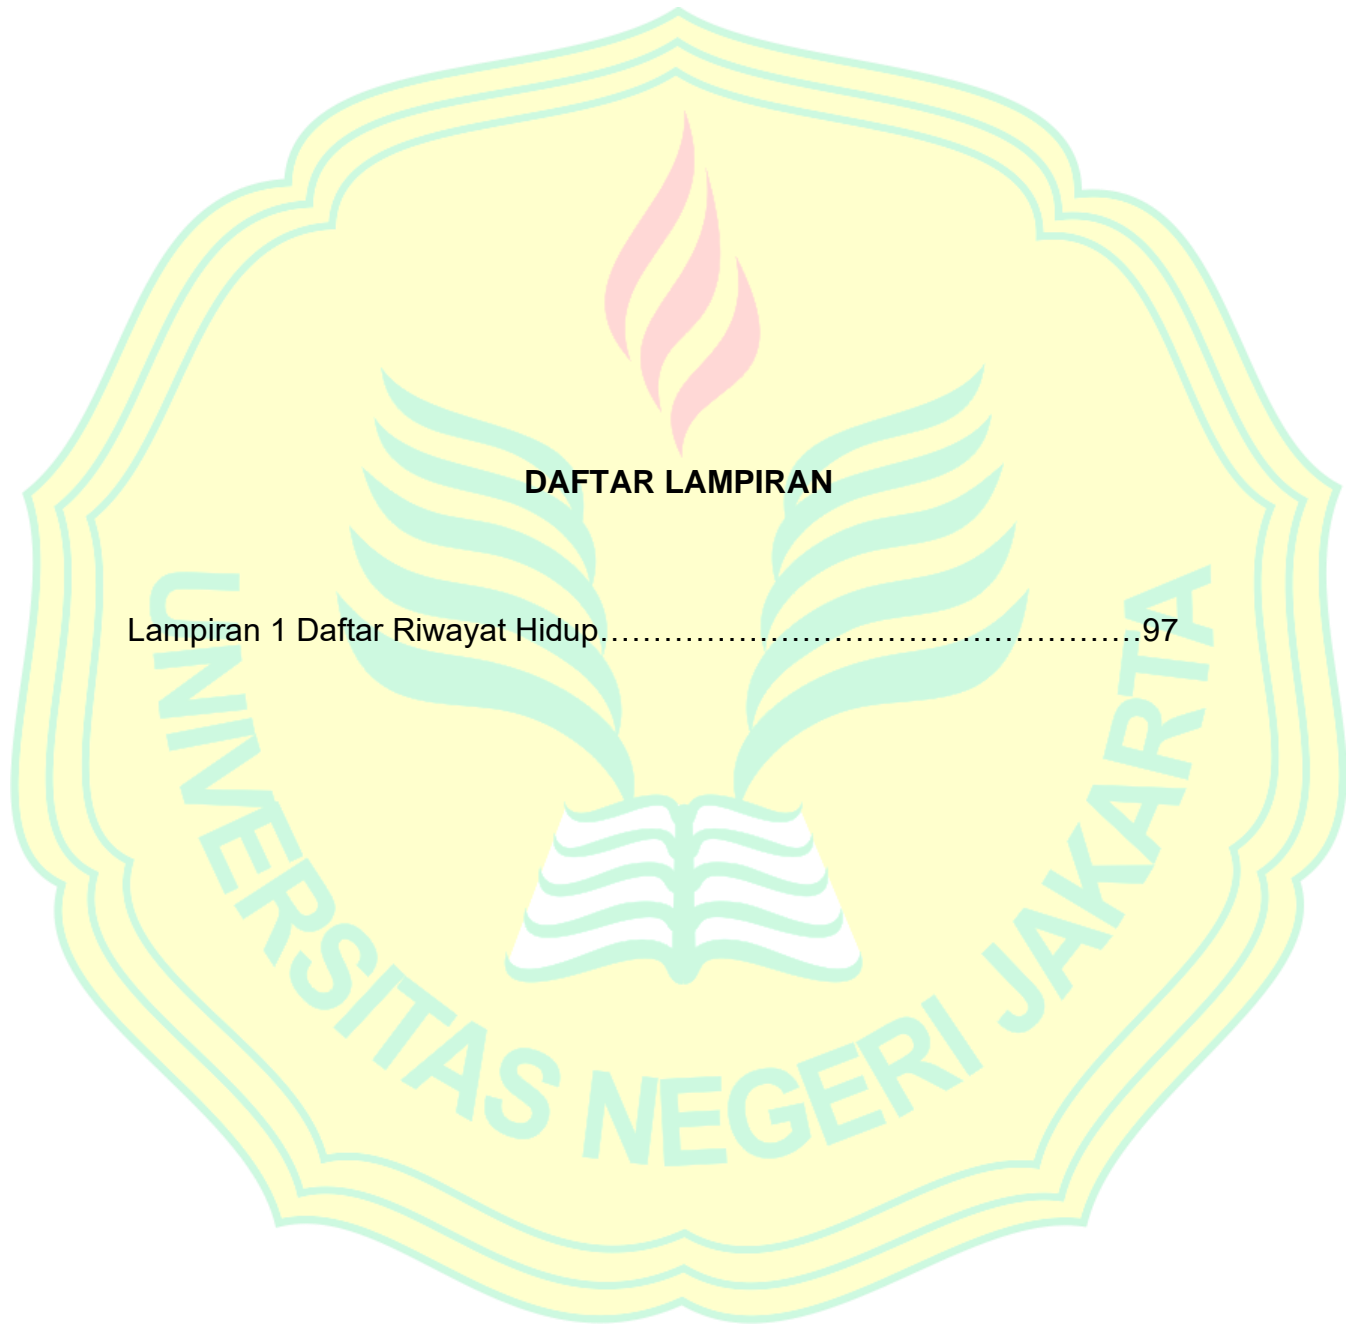 DAFTAR LAMPIRAN
Lampiran 1 Daftar Riwayat Hidup…………….………………………………97
UNIVERSITAS NEGERI JAKARTA